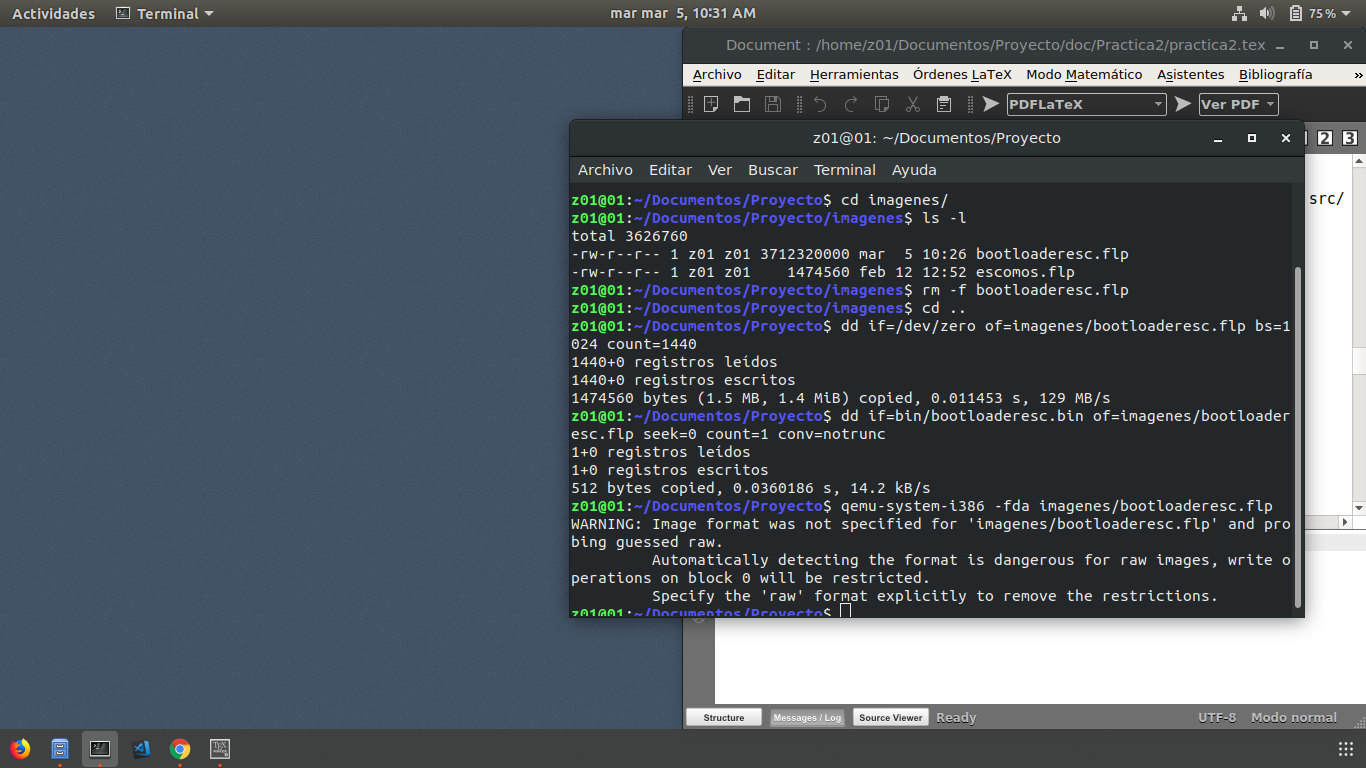 Actividades Terminal mar mar 5, 10:31 AM 75%
Document : /home/z01/Documentos/Proyecto/doc/Practica2/practica2.tex
Archivo Editar Herramientas Órdenes LaTeX Modo Matemático Asistentes Bibliografía »
PDFLaTeX Ver PDF
z01@01: ~/Documentos/Proyecto
2 3
Archivo Editar Ver Buscar Terminal Ayuda
src/
z01@01:~/Documentos/Proyecto$ cd imagenes/
z01@01:~/Documentos/Proyecto/imagenes$ ls -l
total 3626760
-rw-r--r-- 1 z01 z01 3712320000 mar  5 10:26 bootloaderesc.flp
-rw-r--r-- 1 z01 z01    1474560 feb 12 12:52 escomos.flp
z01@01:~/Documentos/Proyecto/imagenes$ rm -f bootloaderesc.flp
z01@01:~/Documentos/Proyecto/imagenes$ cd ..
z01@01:~/Documentos/Proyecto$ dd if=/dev/zero of=imagenes/bootloaderesc.flp bs=1
024 count=1440
1440+0 registros leídos
1440+0 registros escritos
1474560 bytes (1.5 MB, 1.4 MiB) copied, 0.011453 s, 129 MB/s
z01@01:~/Documentos/Proyecto$ dd if=bin/bootloaderesc.bin of=imagenes/bootloader
esc.flp seek=0 count=1 conv=notrunc
1+0 registros leídos
1+0 registros escritos
512 bytes copied, 0.0360186 s, 14.2 kB/s
z01@01:~/Documentos/Proyecto$ qemu-system-i386 -fda imagenes/bootloaderesc.flp
WARNING: Image format was not specified for 'imagenes/bootloaderesc.flp' and pro
bing guessed raw.
         Automatically detecting the format is dangerous for raw images, write o
perations on block 0 will be restricted.
         Specify the 'raw' format explicitly to remove the restrictions.
z01@01:~/Documentos/Proyecto$
Structure Messages / Log Source Viewer Ready UTF-8 Modo normal